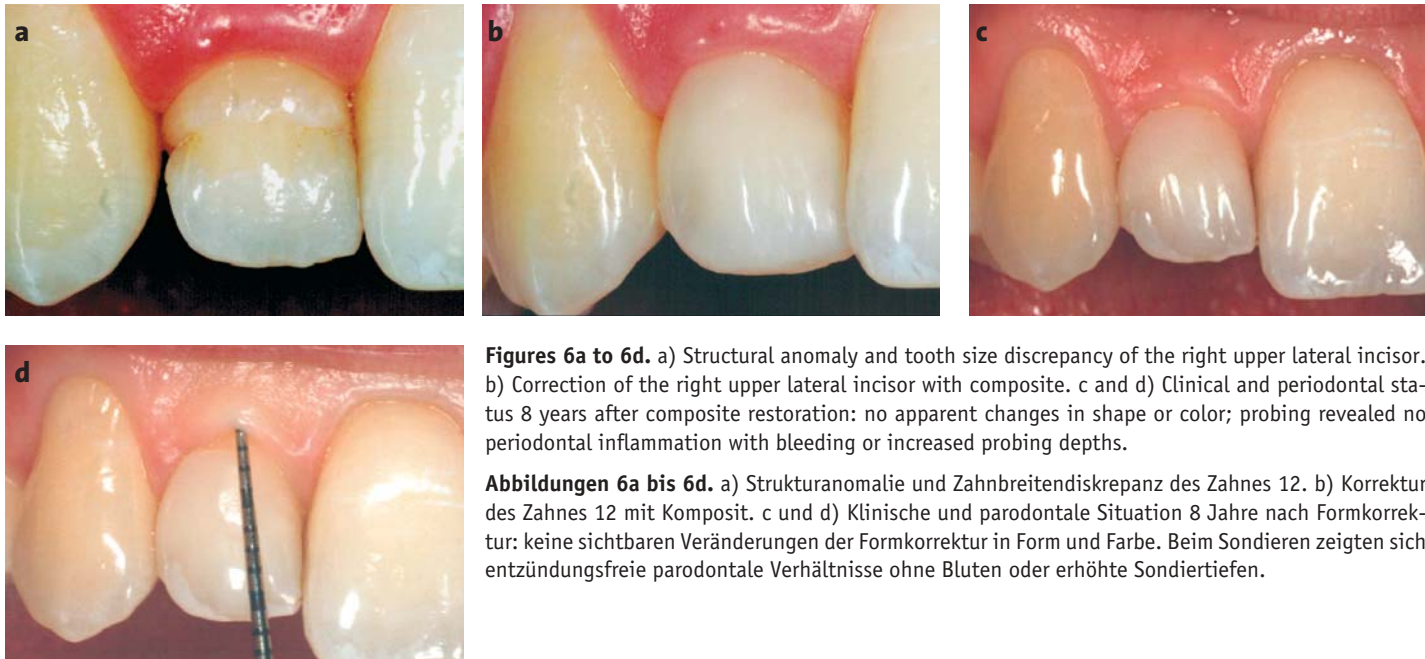 a
b
c
d
Figures 6a to 6d. a) Structural anomaly and tooth size discrepancy of the right upper lateral incisor.
b) Correction of the right upper lateral incisor with composite. c and d) Clinical and periodontal sta-
tus 8 years after composite restoration: no apparent changes in shape or color; probing revealed no
periodontal inflammation with bleeding or increased probing depths.
Abbildungen 6a bis 6d. a) Strukturanomalie und Zahnbreitendiskrepanz des Zahnes 12. b) Korrektur
des Zahnes 12 mit Komposit. c und d) Klinische und parodontale Situation 8 Jahre nach Formkorrek-
tur: keine sichtbaren Veränderungen der Formkorrektur in Form und Farbe. Beim Sondieren zeigten sich
entzündungsfreie parodontale Verhältnisse ohne Bluten oder erhöhte Sondiertiefen.